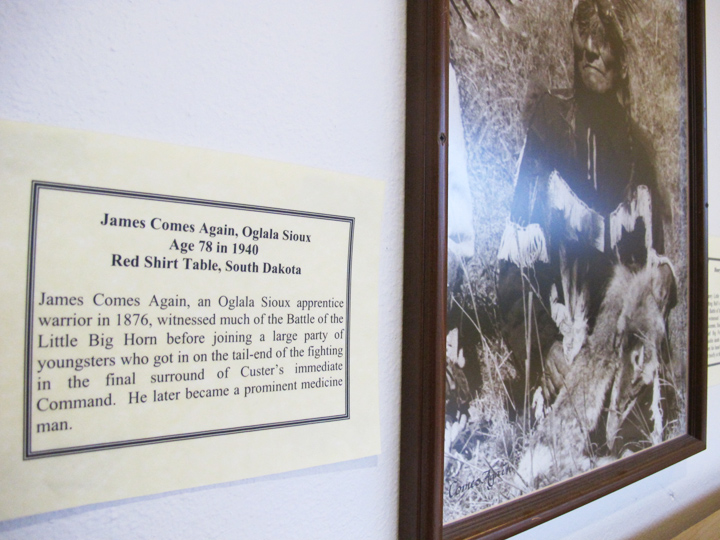 James Comes Again, Oglala Sioux
Age 78 in 1940
Red Shirt Table, South Dakota
James Comes Again, an Oglala Sioux apprentice
warrior in 1876, witnessed much of the Battle of the
Little Big Horn before joining a large party of
youngsters who got in on the tail-end of the fighting
in the final surround of Custer's immediate
Command. He later became a prominent medicine
man.
Comes Again